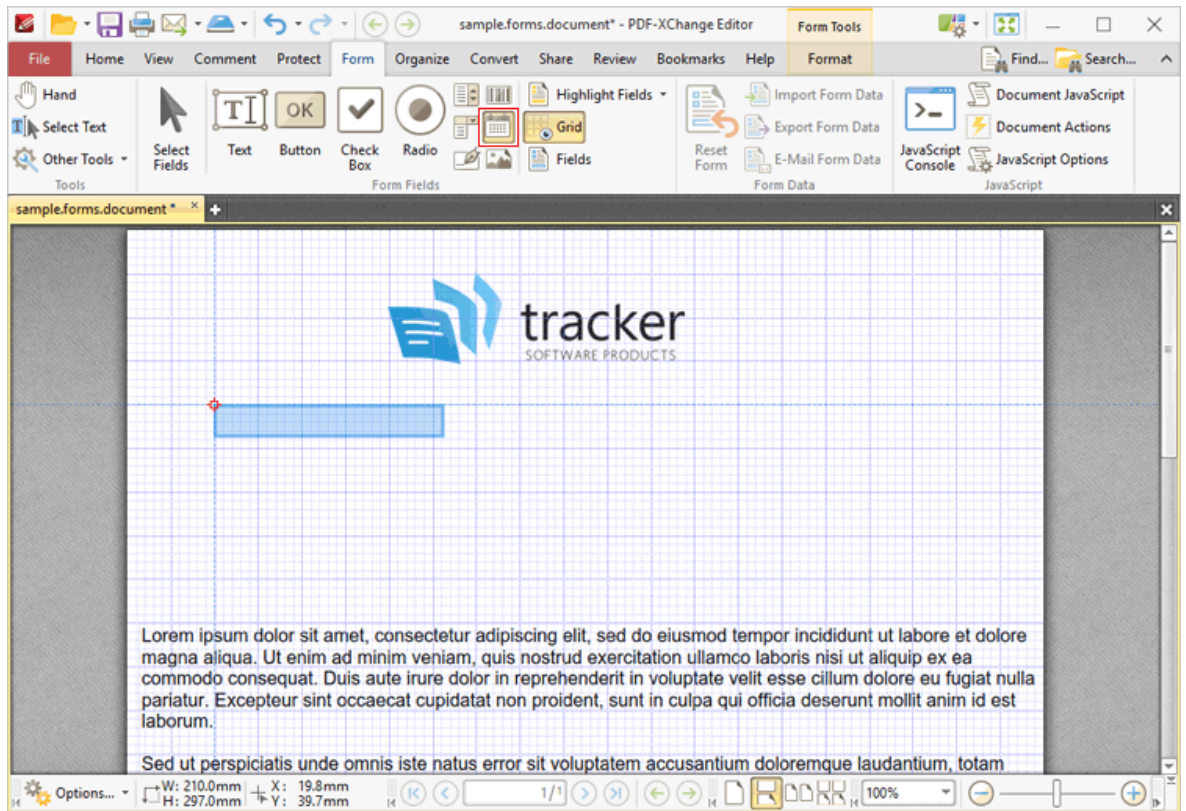 sample.forms.document* - PDF-XChange Editor
Form Tools
File Home View Comment Protect Form Organize Convert Share Review Bookmarks Help Format Find... Search...
Hand
Select Text
Other Tools
Tools
Select Fields
Text
OK
Button
Check Box
Radio
Highlight Fields
Grid
Fields
Form Fields
Reset Form
Import Form Data
Export Form Data
E-Mail Form Data
Form Data
JavaScript Console
Document JavaScript
Document Actions
JavaScript Options
JavaScript
sample.forms.document *
tracker
SOFTWARE PRODUCTS
Lorem ipsum dolor sit amet, consectetur adipiscing elit, sed do eiusmod tempor incididunt ut labore et dolore
magna aliqua. Ut enim ad minim veniam, quis nostrud exercitation ullamco laboris nisi ut aliquip ex ea
commodo consequat. Duis aute irure dolor in reprehenderit in voluptate velit esse cillum dolore eu fugiat nulla
pariatur. Excepteur sint occaecat cupidatat non proident, sunt in culpa qui officia deserunt mollit anim id est
laborum.
Sed ut perspiciatis unde omnis iste natus error sit voluptatem accusantium doloremque laudantium, totam
Options... W: 210.0mm X: 19.8mm
H: 297.0mm Y: 39.7mm
1/1
100%